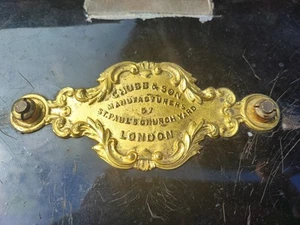 CHUBB & SON
MANUFACTURERS
57
ST. PAUL'S CHURCH YARD
LONDON